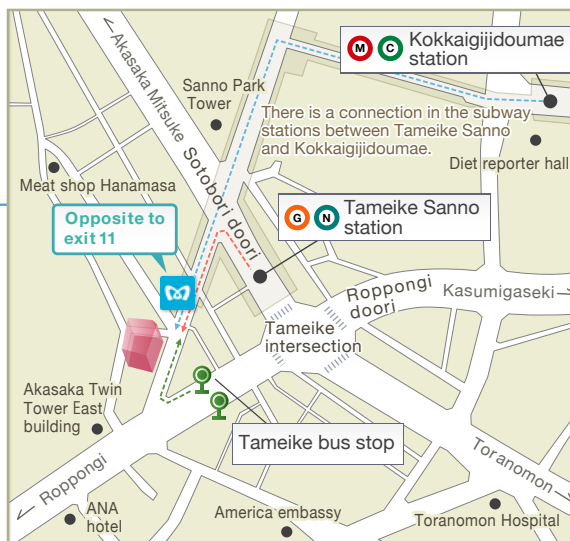 M C Kokkaigijidoumae
station
Akasaka Mitsuke
Sanno Park
Tower
There is a connection in the subway
stations between Tameike Sanno
and Kokkaigijidoumae.
Diet reporter hall
Meat shop Hanamasa
Sotobori doori
Opposite to
exit 11
G N Tameike Sanno
station
Roppongi
doori
Kasumigaseki
Tameike
intersection
Akasaka Twin
Tower East
building
Tameike bus stop
Roppongi
Toranomon
ANA
hotel
America embassy
Toranomon Hospital